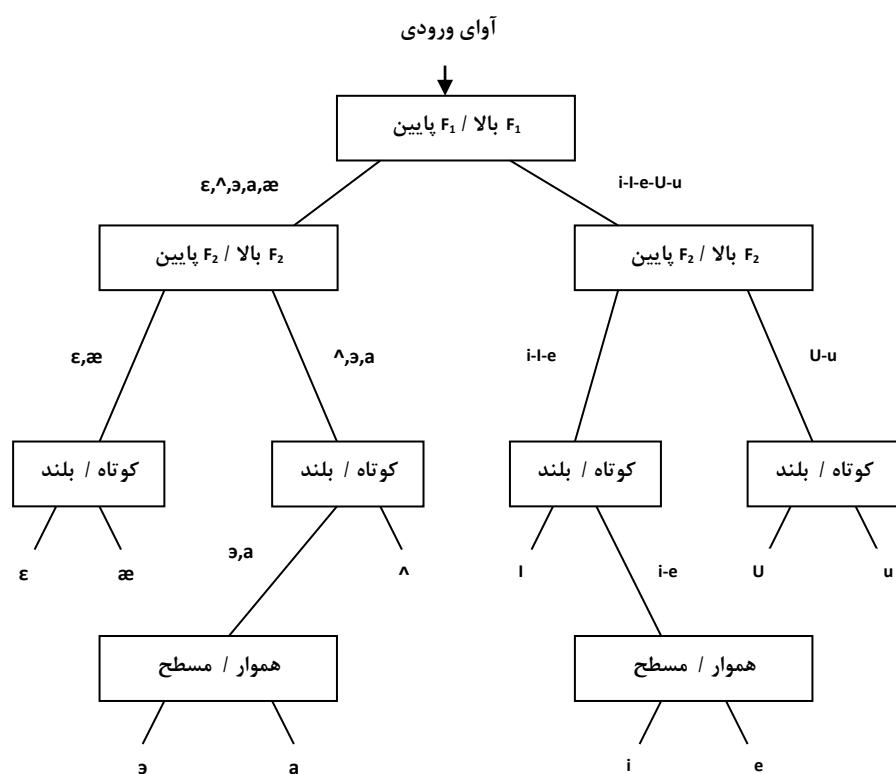 آوای ورودی
F₁ بالا / F₁ پایین
ε,^,э,a,æ
i-I-e-U-u
F₂ بالا / F₂ پایین
F₂ بالا / F₂ پایین
ε,æ
^,э,a
i-I-e
U-u
کوتاه / بلند
کوتاه / بلند
کوتاه / بلند
کوتاه / بلند
ε
æ
э,a
^
I
i-e
U
u
هموار / مسطح
هموار / مسطح
э
a
i
e